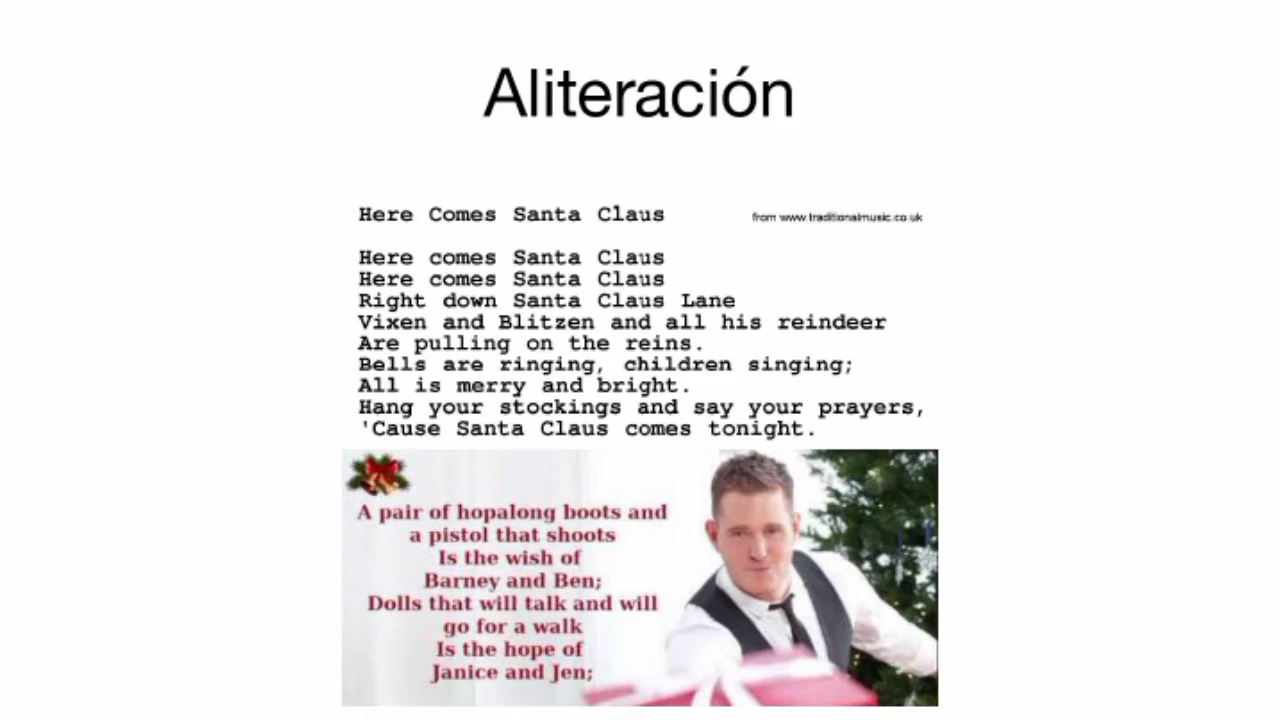 Aliteración
Here Comes Santa Claus
from www.traditionalmusic.co.uk
Here comes Santa Claus
Here comes Santa Claus
Right down Santa Claus Lane
Vixen and Blitzen and all his reindeer
Are pulling on the reins.
Bells are ringing, children singing;
All is merry and bright.
Hang your stockings and say your prayers,
'Cause Santa Claus comes tonight.
A pair of hopalong boots and
a pistol that shoots
Is the wish of
Barney and Ben;
Dolls that will talk and will
go for a walk
Is the hope of
Janice and Jen;